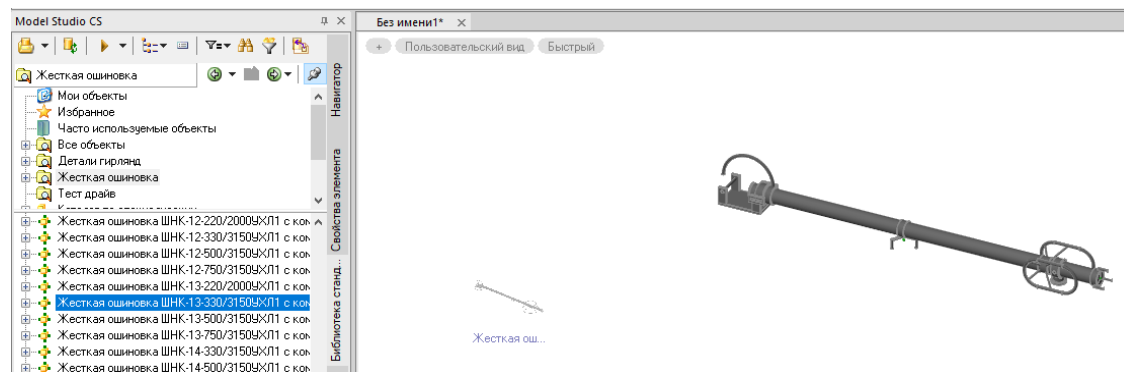 Model Studio CS
Без имени1*
+ Пользовательский вид Быстрый
Жесткая ошиновка
Мои объекты
Избранное
Часто используемые объекты
Все объекты
Детали гирлянд
Жесткая ошиновка
Тест драйв
Жесткая ошиновка ШНК-12-220/2000УХЛ1 с ком
Жесткая ошиновка ШНК-12-330/3150УХЛ1 с ком
Жесткая ошиновка ШНК-12-500/3150УХЛ1 с ком
Жесткая ошиновка ШНК-12-750/3150УХЛ1 с ком
Жесткая ошиновка ШНК-13-220/2000УХЛ1 с ком
Жесткая ошиновка ШНК-13-330/3150УХЛ1 с ком
Жесткая ошиновка ШНК-13-500/3150УХЛ1 с ком
Жесткая ошиновка ШНК-13-750/3150УХЛ1 с ком
Жесткая ошиновка ШНК-14-330/3150УХЛ1 с ком
Жесткая ошиновка ШНК-14-500/3150УХЛ1 с ком
Навигатор
Свойства элемента
Библиотека станд...
Жесткая ош...